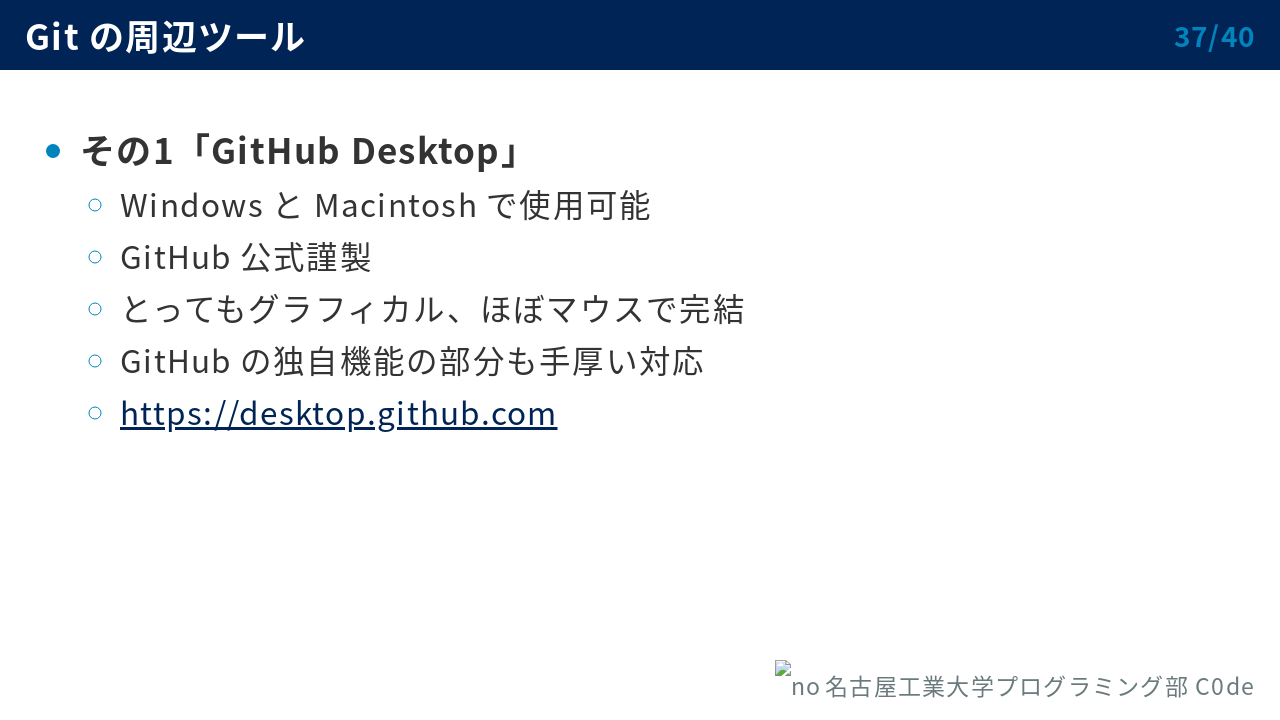 Git の周辺ツール
37/40
その1「GitHub Desktop」
Windows と Macintosh で使用可能
GitHub 公式謹製
とってもグラフィカル、ほぼマウスで完結
GitHub の独自機能の部分も手厚い対応
https://desktop.github.com
no 名古屋工業大学プログラミング部 C0de